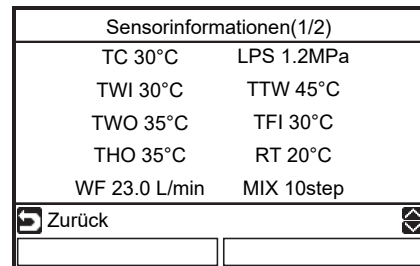 Sensorinformationen(1/2)
TC 30°C LPS 1.2MPa
TWI 30°C TTW 45°C
TWO 35°C TFI 30°C
THO 35°C RT 20°C
WF 23.0 L/min MIX 10step
Zurück